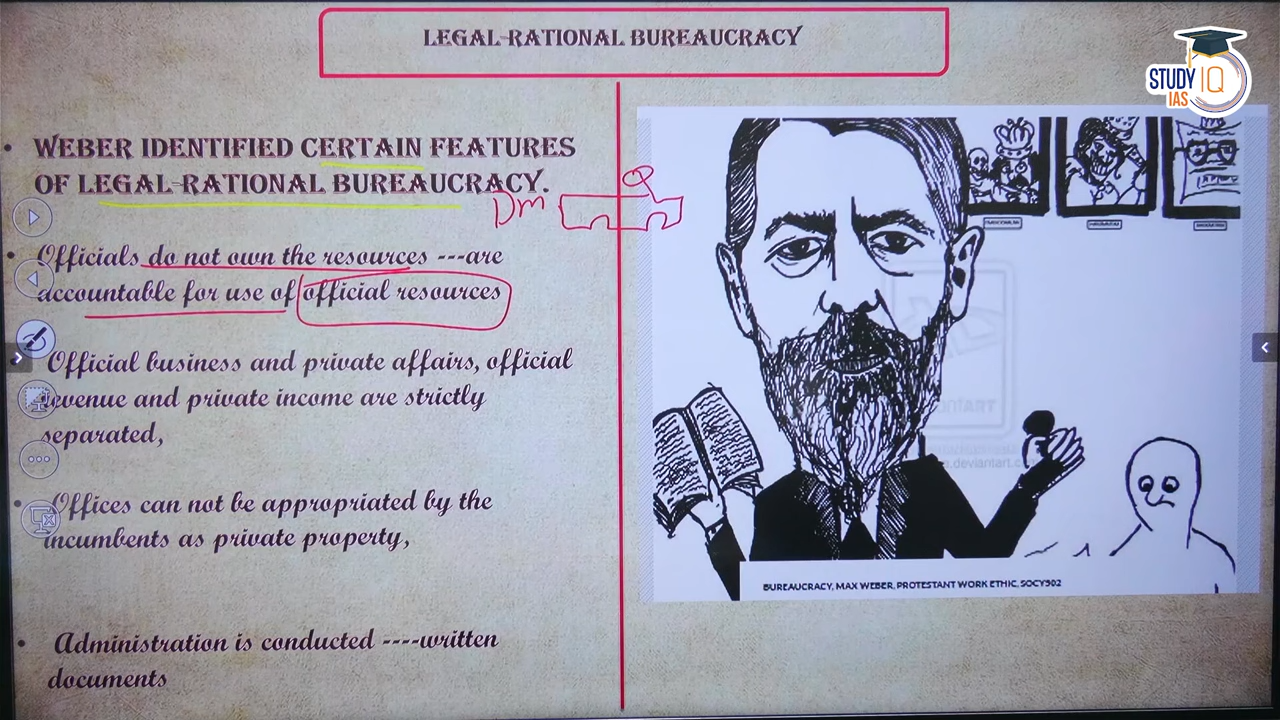 LEGAL-RATIONAL BUREAUCRACY
STUDY IQ
IAS
• WEBER IDENTIFIED CERTAIN FEATURES
OF LEGAL-RATIONAL BUREAUCRACY.
Dm
• Officials do not own the resources ---are
accountable for use of official resources
Official business and private affairs, official
revenue and private income are strictly
separated,
• Offices can not be appropriated by the
incumbents as private property,
• Administration is conducted ----written
documents
BUREAUCRACY, MAX WEBER, PROTESTANT WORK ETHIC, SOCY902